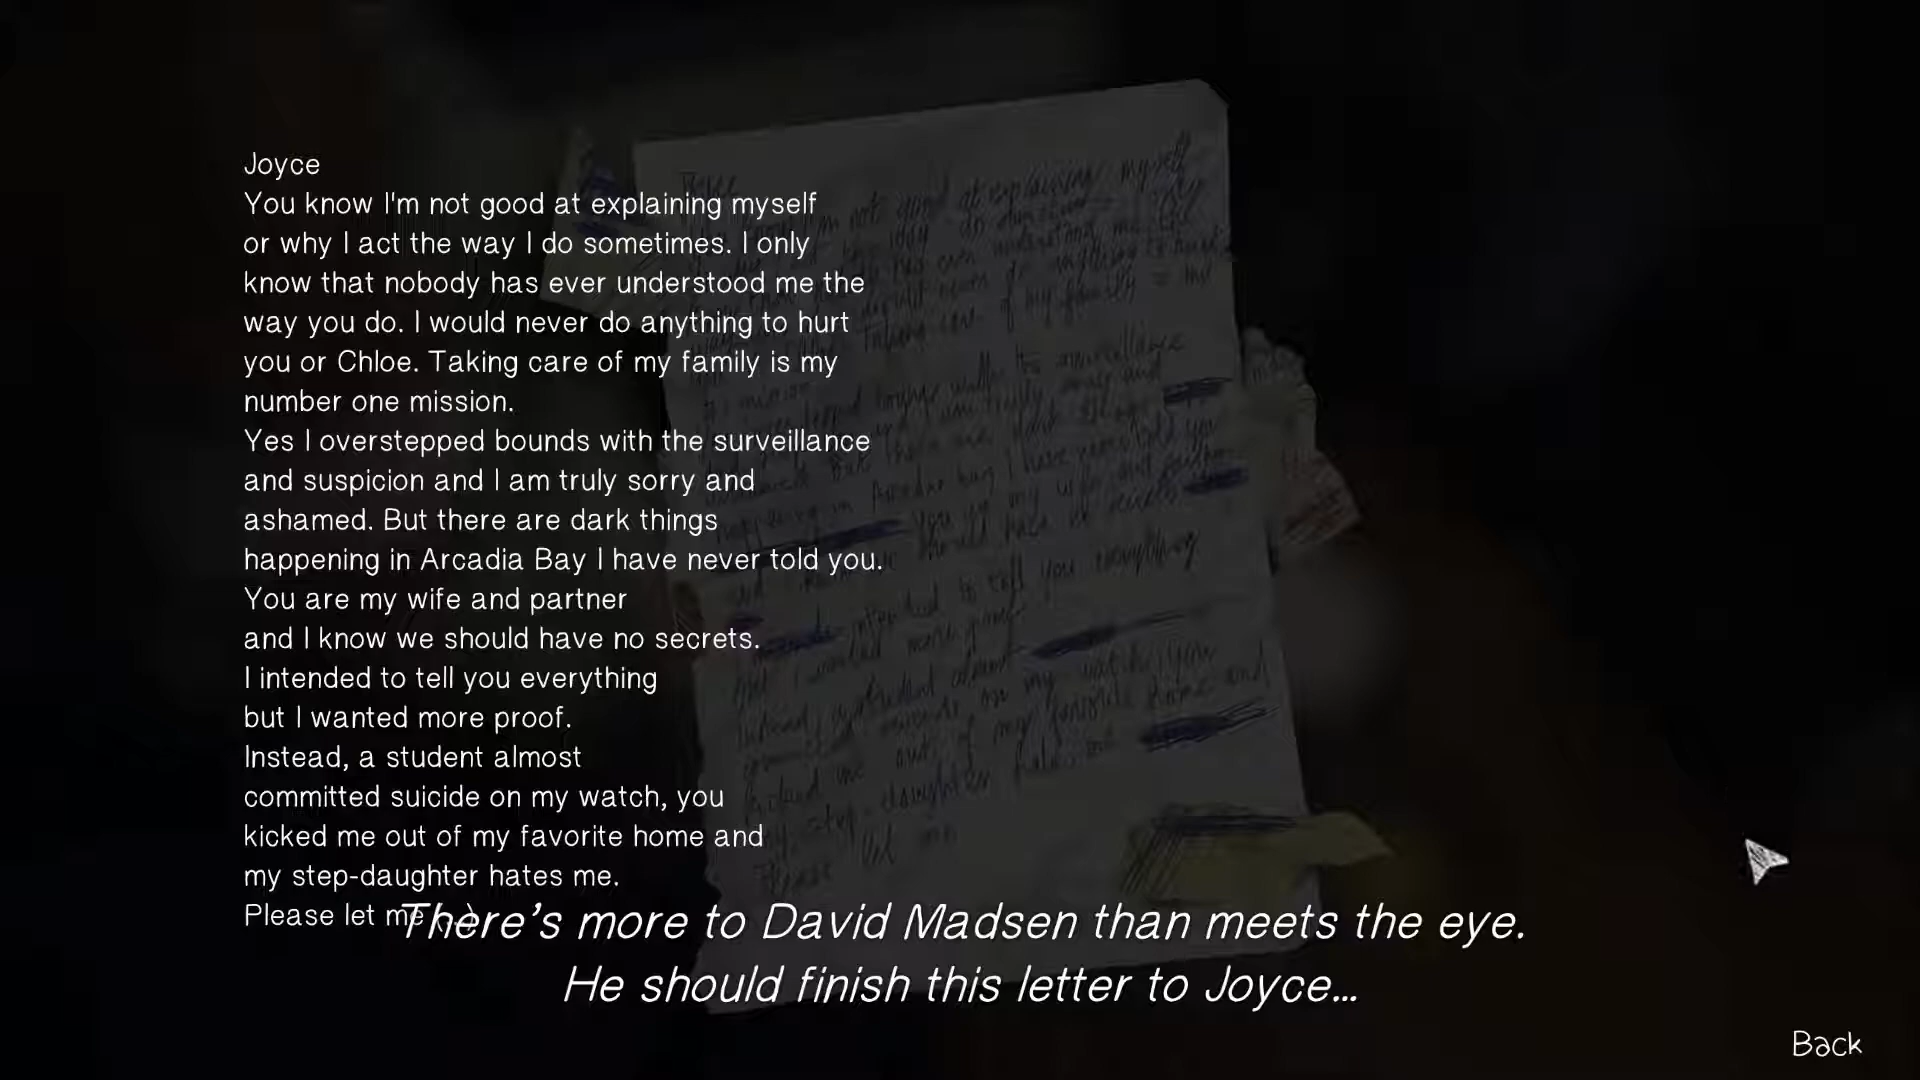 Joyce
You know I'm not good at explaining myself
or why I act the way I do sometimes. I only
know that nobody has ever understood me the
way you do. I would never do anything to hurt
you or Chloe. Taking care of my family is my
number one mission.
Yes I overstepped bounds with the surveillance
and suspicion and I am truly sorry and
ashamed. But there are dark things
happening in Arcadia Bay I have never told you.
You are my wife and partner
and I know we should have no secrets.
I intended to tell you everything
but I wanted more proof.
Instead, a student almost
committed suicide on my watch, you
kicked me out of my favorite home and
my step-daughter hates me.
Please let me
There's more to David Madsen than meets the eye.
He should finish this letter to Joyce...
Back